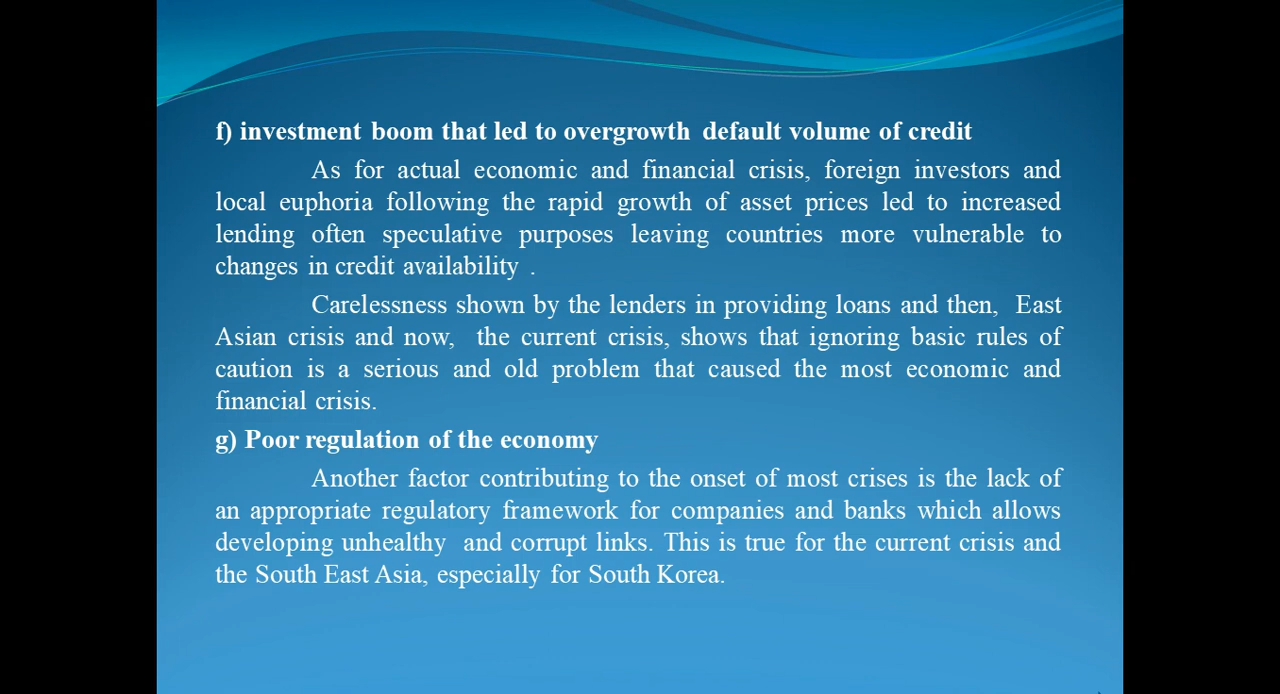 f) investment boom that led to overgrowth default volume of credit
As for actual economic and financial crisis, foreign investors and
local euphoria following the rapid growth of asset prices led to increased
lending often speculative purposes leaving countries more vulnerable to
changes in credit availability .
Carelessness shown by the lenders in providing loans and then, East
Asian crisis and now, the current crisis, shows that ignoring basic rules of
caution is a serious and old problem that caused the most economic and
financial crisis.
g) Poor regulation of the economy
Another factor contributing to the onset of most crises is the lack of
an appropriate regulatory framework for companies and banks which allows
developing unhealthy and corrupt links. This is true for the current crisis and
the South East Asia, especially for South Korea.